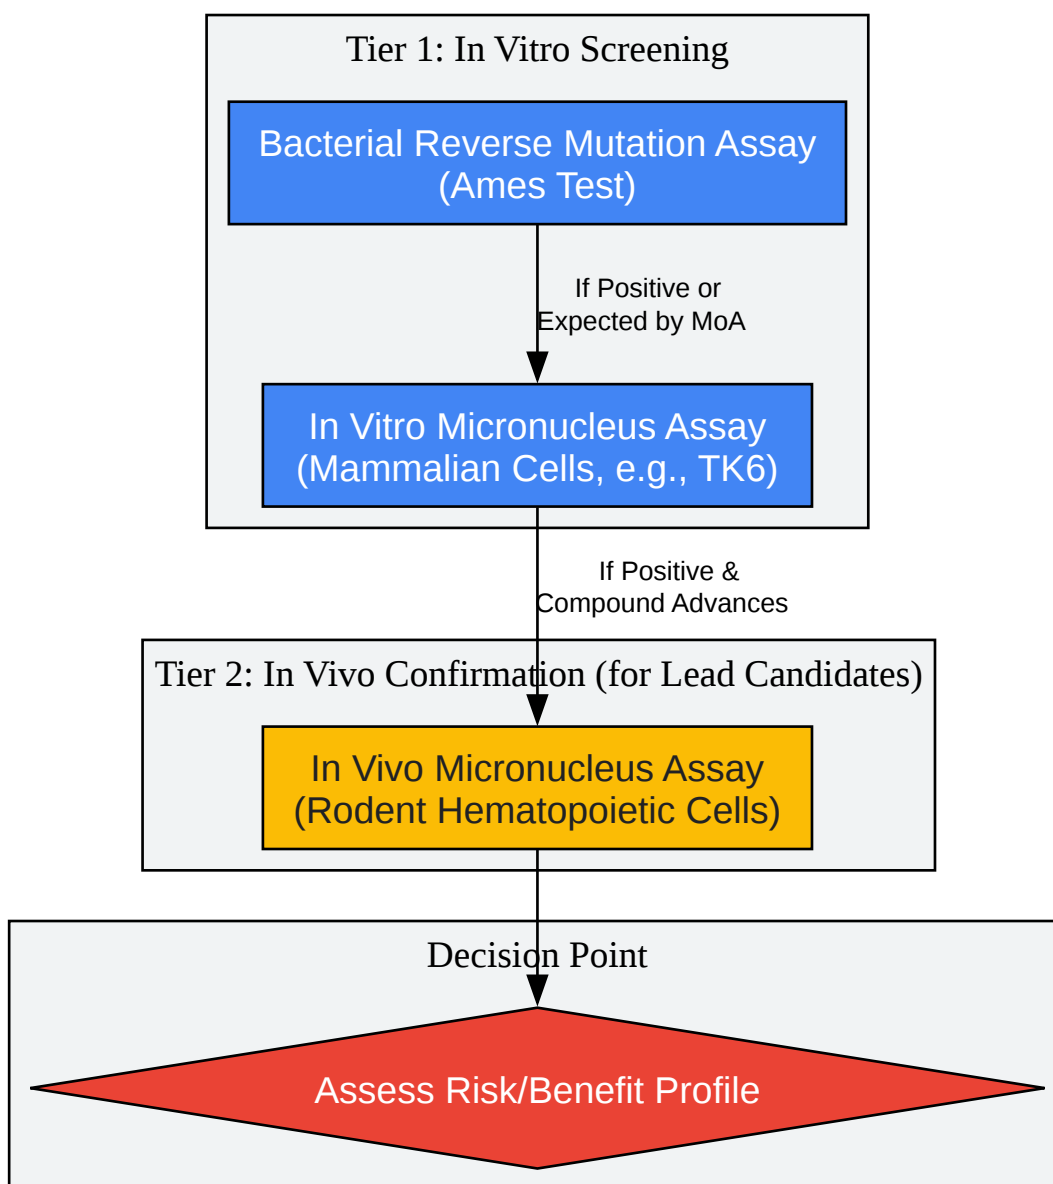 Tier 1: In Vitro Screening
Bacterial Reverse Mutation Assay
(Ames Test)
If Positive or
Expected by MoA
In Vitro Micronucleus Assay
(Mammalian Cells, e.g., TK6)
If Positive &
Compound Advances
Tier 2: In Vivo Confirmation (for Lead Candidates)
In Vivo Micronucleus Assay
(Rodent Hematopoietic Cells)
Decision Point
Assess Risk/Benefit Profile